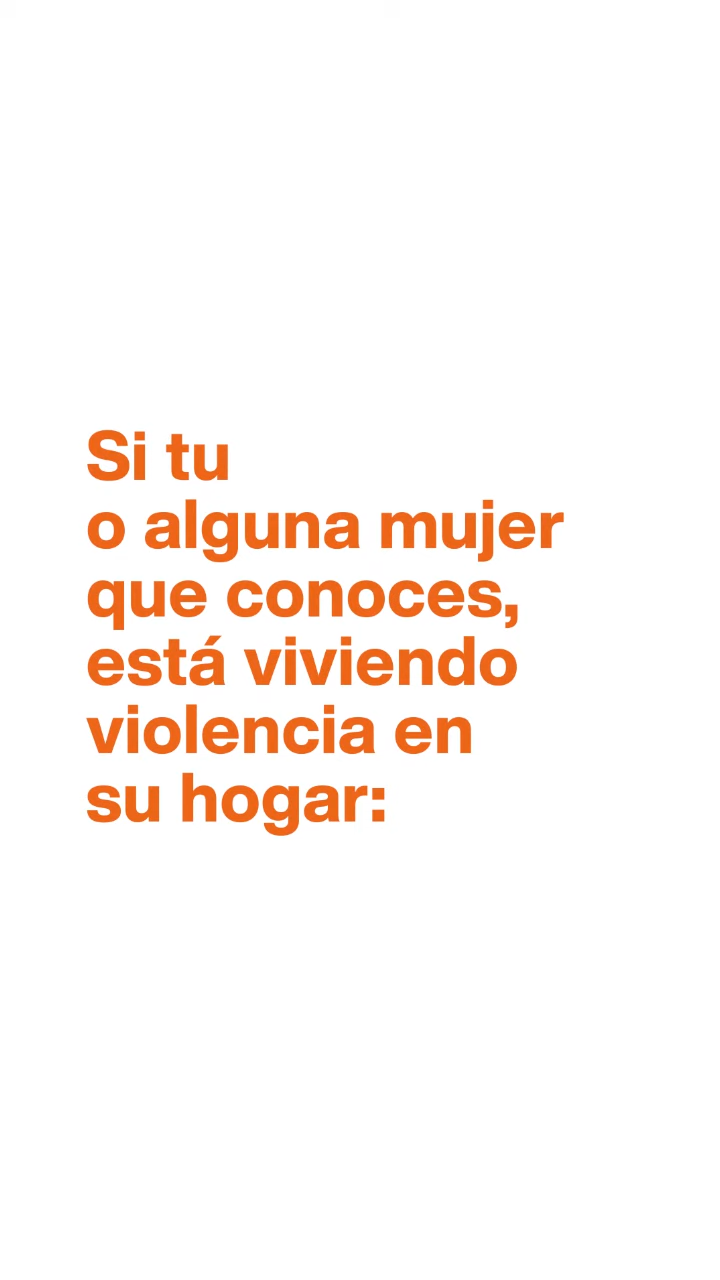 Si tu
o alguna mujer
que conoces,
está viviendo
violencia en
su hogar: